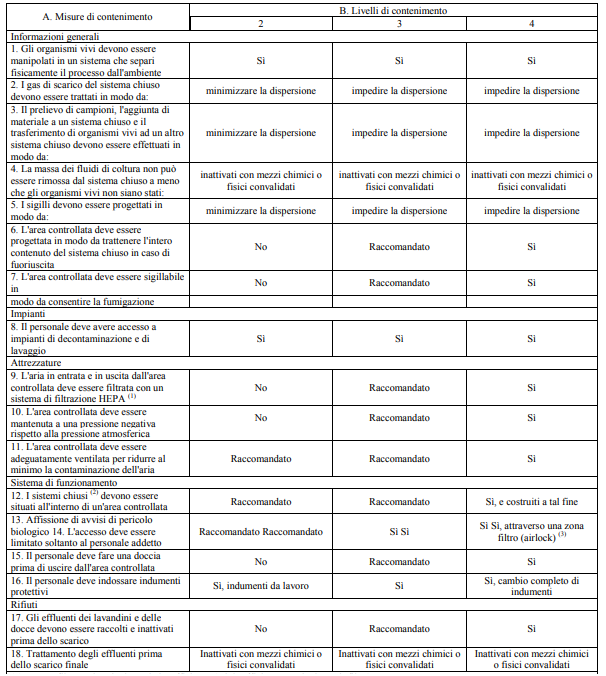 A. Misure di contenimento
B. Livelli di contenimento
2 3 4
Informazioni generali
1. Gli organismi vivi devono essere
manipolati in un sistema che separi
fisicamente il processo dall'ambiente
Sì Sì Sì
2. I gas di scarico del sistema chiuso
devono essere trattati in modo da:
minimizzare la dispersione impedire la dispersione impedire la dispersione
3. Il prelievo di campioni, l'aggiunta di
materiale a un sistema chiuso e il
trasferimento di organismi vivi ad un altro
sistema chiuso devono essere effettuati in
modo da:
minimizzare la dispersione impedire la dispersione impedire la dispersione
4. La massa dei fluidi di coltura non può
essere rimossa dal sistema chiuso a meno
che gli organismi vivi non siano stati:
inattivati con mezzi chimici o inattivati con mezzi chimici o inattivati con mezzi chimici o
fisici convalidati fisici convalidati fisici convalidati
5. I sigilli devono essere progettati in
modo da:
minimizzare la dispersione impedire la dispersione impedire la dispersione
6. L'area controllata deve essere
progettata in modo da trattenere l'intero
contenuto del sistema chiuso in caso di
fuoriuscita
No Raccomandato Sì
7. L'area controllata deve essere sigillabile
in
No Raccomandato Sì
modo da consentire la fumigazione
Impianti
8. Il personale deve avere accesso a
impianti di decontaminazione e di
lavaggio
Sì Sì Sì
Attrezzature
9. L'aria in entrata e in uscita dall'area
controllata deve essere filtrata con un
sistema di filtrazione HEPA (1)
No Raccomandato Sì
10. L'area controllata deve essere
mantenuta a una pressione negativa
rispetto alla pressione atmosferica
No Raccomandato Sì
11. L'area controllata deve essere
adeguatamente ventilata per ridurre al
minimo la contaminazione dell'aria
Raccomandato Raccomandato Sì
Sistema di funzionamento
12. I sistemi chiusi (2) devono essere
situati all'interno di un'area controllata
Raccomandato Raccomandato Sì, e costruiti a tal fine
13. Affissione di avvisi di pericolo
biologico 14. L'accesso deve essere
limitato soltanto al personale addetto
Raccomandato Raccomandato Sì Sì Sì Sì, attraverso una zona
filtro (airlock) (3)
15. Il personale deve fare una doccia
prima di uscire dall'area controllata
No Raccomandato Sì
16. Il personale deve indossare indumenti
protettivi
Sì, indumenti da lavoro Sì Sì, cambio completo di
indumenti
Rifiuti
17. Gli effluenti dei lavandini e delle
docce devono essere raccolti e inattivati
prima dello scarico
No Raccomandato Sì
18. Trattamento degli effluenti prima
dello scarico finale
Inattivati con mezzi chimici o Inattivati con mezzi chimici o Inattivati con mezzi chimici
fisici convalidati fisici convalidati o fisici convalidati